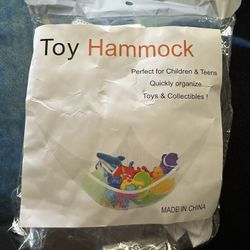 Toy Hammock
Perfect for Children & Teens
Quickly organize
Toys & Collectibles !
MADE IN CHINA